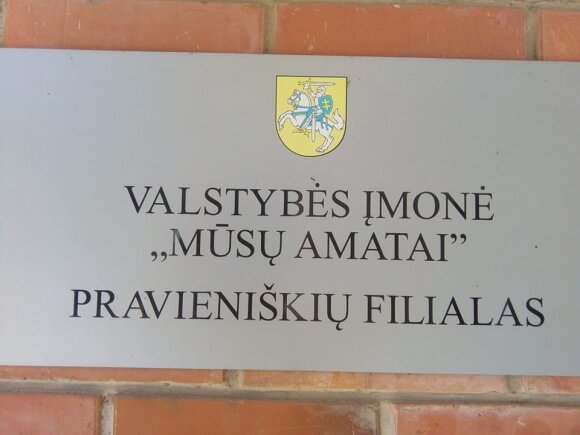 VALSTYBĖS ĮMONĖ
„MŪSŲ AMATAI”
PRAVIENIŠKIŲ FILIALAS